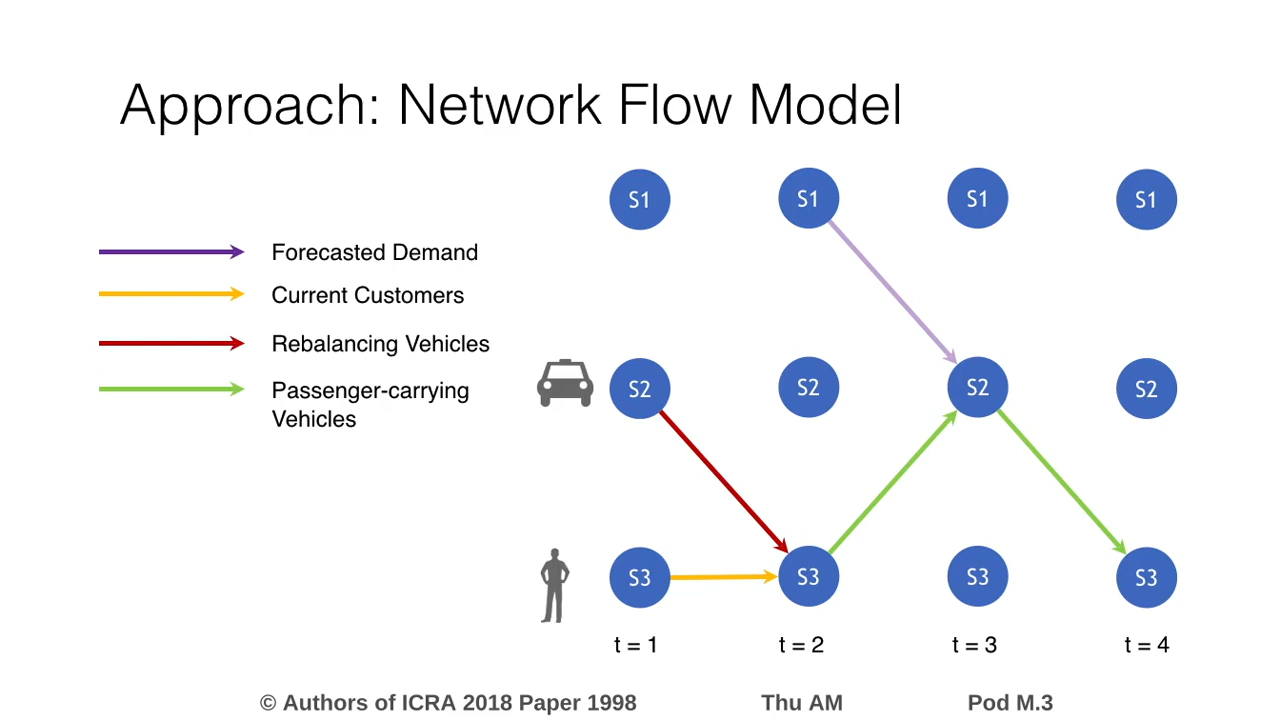 Approach: Network Flow Model
Forecasted Demand
Current Customers
Rebalancing Vehicles
Passenger-carrying
Vehicles
S1 S1 S1 S1
S2 S2 S2 S2
S3 S3 S3 S3
t = 1 t = 2 t = 3 t = 4
© Authors of ICRA 2018 Paper 1998 Thu AM Pod M.3